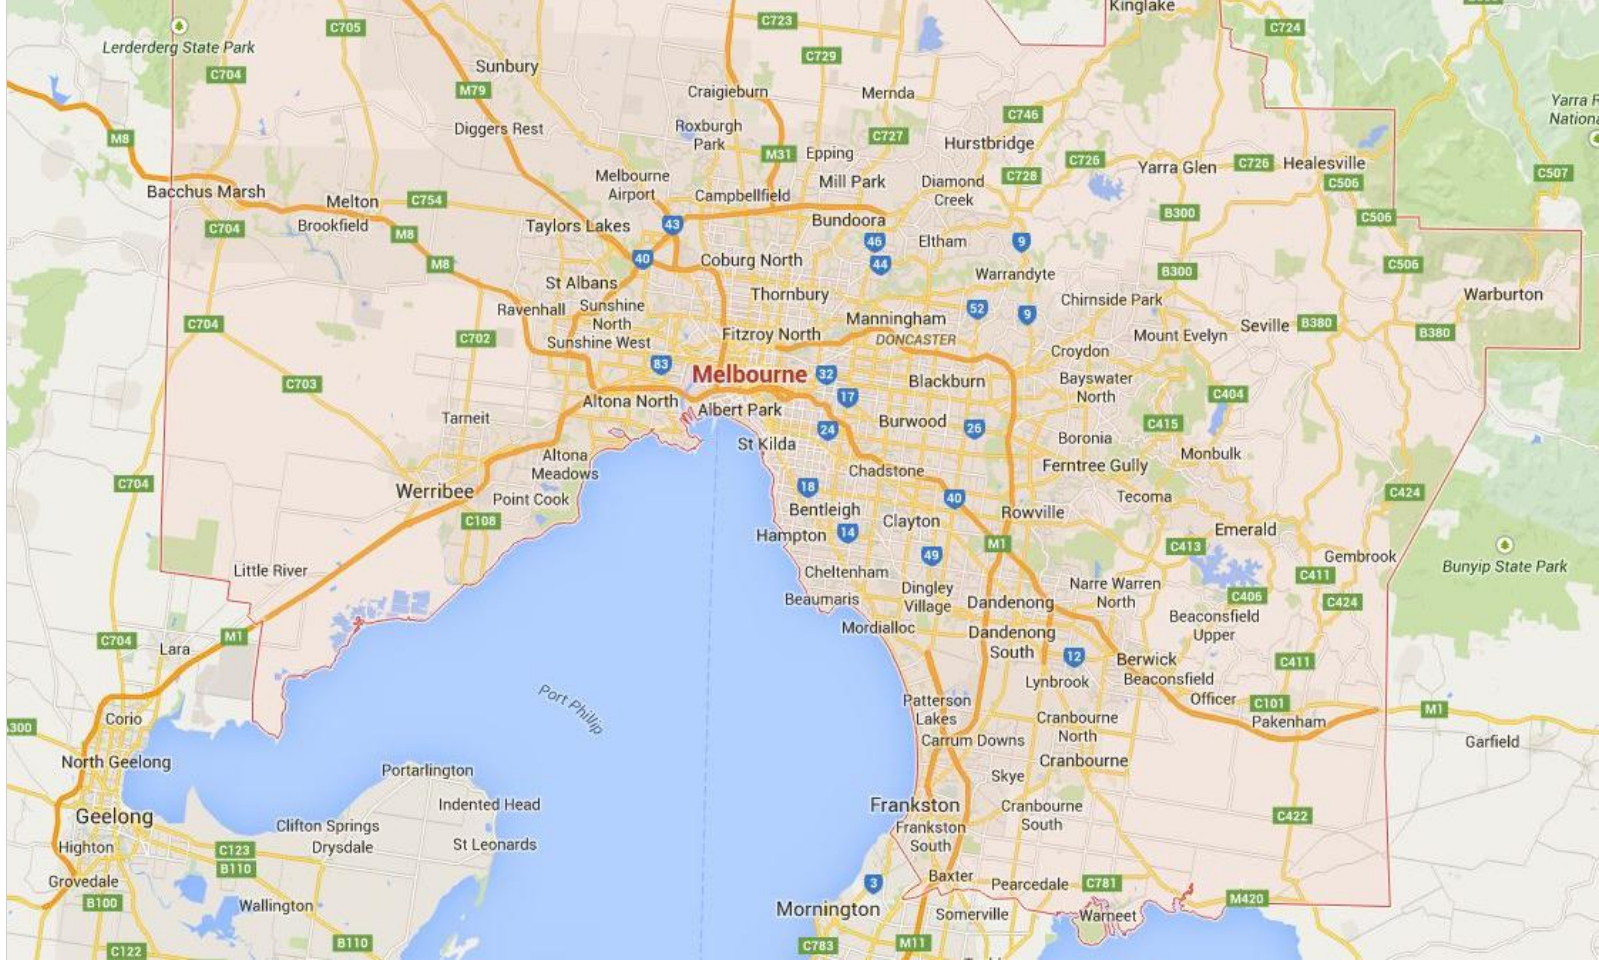 Kinglake
C723
C705
C724
Lerderderg State Park
C729
C704
Sunbury
M79
Craigieburn
Mernda
Yarra R
Nationa
C746
Diggers Rest
Roxburgh
Park
C727
M8
Hurstbridge
M31
Epping
C726
Yarra Glen
C726
Healesville
C507
Melbourne
Airport
Mill Park
Diamond
Creek
C728
C506
Bacchus Marsh
Melton
C754
Campbellfield
B300
C506
Brookfield
C704
M8
Taylors Lakes
43
Bundoora
46
Eltham
9
M8
40
Coburg North
44
C506
Warrandyte
B300
St Albans
Thornbury
Chirnside Park
Warburton
Ravenhall
Sunshine
North
52
9
C704
Manningham
Seville
B380
B380
C702
Sunshine West
Fitzroy North
DONCASTER
Mount Evelyn
Croydon
83
Melbourne
32
Blackburn
Bayswater
North
C703
17
C404
Altona North
Albert Park
Tarneit
Burwood
26
C415
24
St Kilda
Boronia
Monbulk
Altona
Meadows
Chadstone
Ferntree Gully
C704
Werribee
Point Cook
18
40
Tecoma
C424
Bentleigh
Rowville
C108
Clayton
Emerald
Hampton
14
M1
C413
49
Gembrook
Bunyip State Park
Little River
Cheltenham
C411
Dingley
Village
Narre Warren
North
Beaumaris
Dandenong
C406
C424
Mordialloc
Beaconsfield
Upper
C704
M1
Dandenong
South
Lara
12
Berwick
C411
Lynbrook
Beaconsfield
Port Phillip
Patterson
Lakes
Officer
C101
M1
Corio
Cranbourne
North
Pakenham
A300
Carrum Downs
Garfield
North Geelong
Cranbourne
Portarlington
Skye
Indented Head
Frankston
Cranbourne
South
Geelong
C422
Clifton Springs
Frankston
South
Drysdale
St Leonards
Highton
C123
B110
Baxter
Grovedale
3
Pearcedale
C781
B100
Wallington
M420
Mornington
Somerville
Warneet
B110
C122
C783
M11